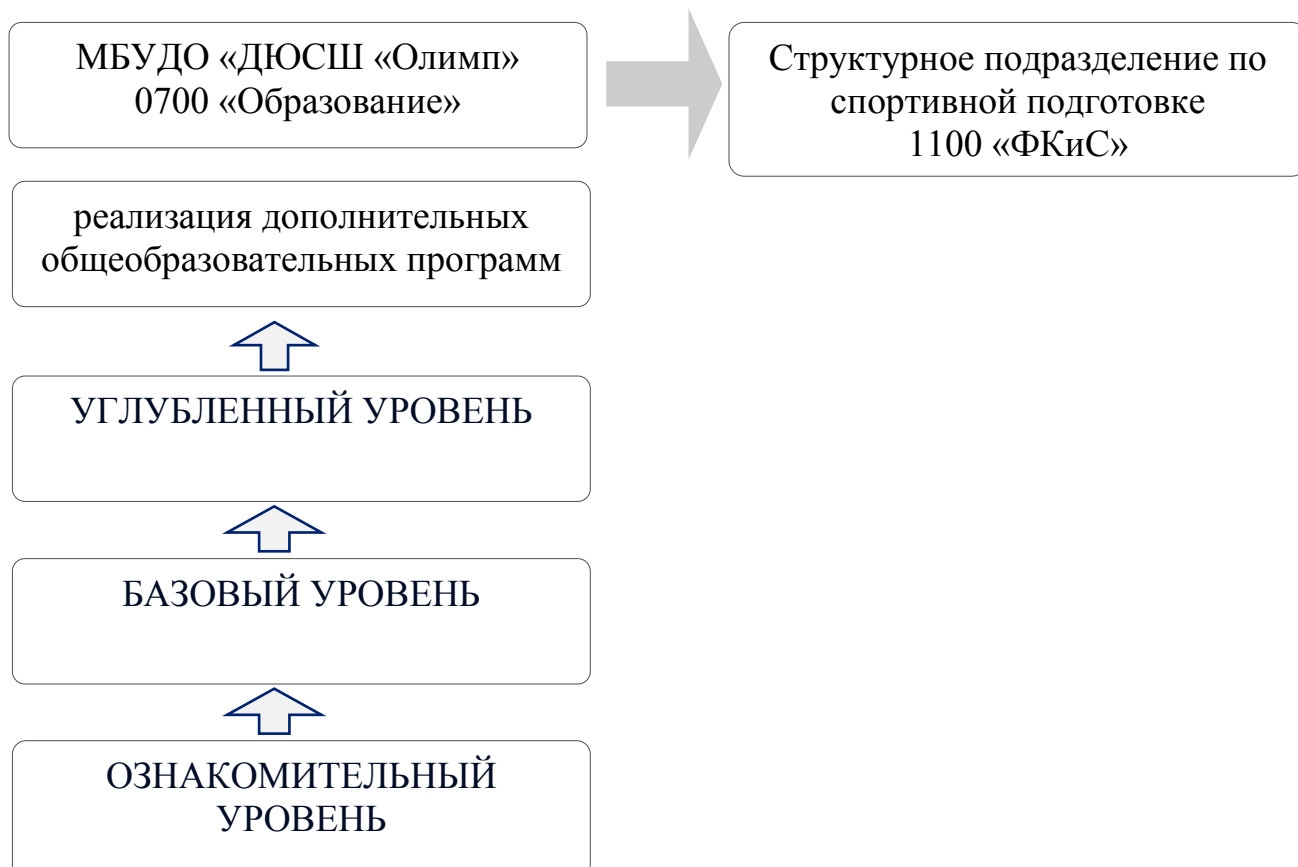 МБУДО «ДЮСШ «Олимп»
0700 «Образование»
Структурное подразделение по
спортивной подготовке
1100 «ФКиС»
реализация дополнительных
общеобразовательных программ
УГЛУБЛЕННЫЙ УРОВЕНЬ
БАЗОВЫЙ УРОВЕНЬ
ОЗНАКОМИТЕЛЬНЫЙ
УРОВЕНЬ